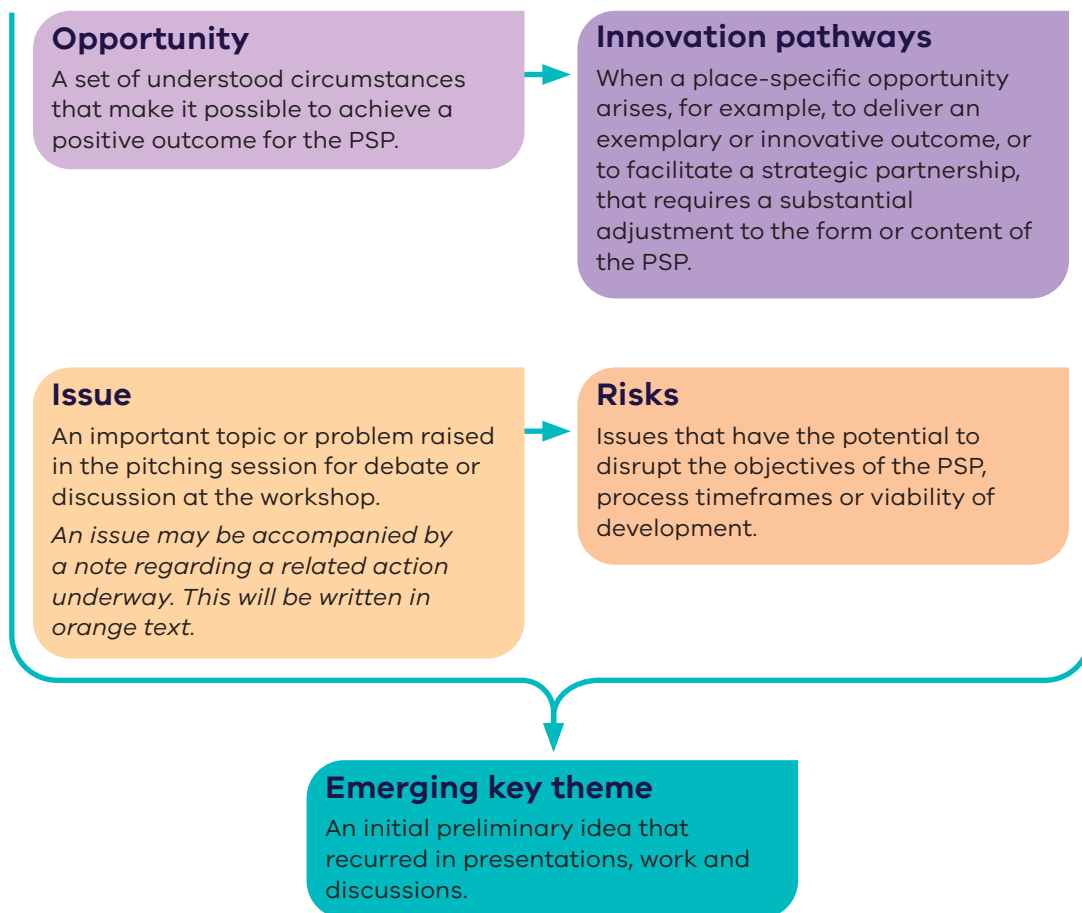 Opportunity
A set of understood circumstances
that make it possible to achieve a
positive outcome for the PSP.
Innovation pathways
When a place-specific opportunity
arises, for example, to deliver an
exemplary or innovative outcome, or
to facilitate a strategic partnership,
that requires a substantial
adjustment to the form or content of
the PSP.
Issue
An important topic or problem raised
in the pitching session for debate or
discussion at the workshop.
An issue may be accompanied by
a note regarding a related action
underway. This will be written in
orange text.
Risks
Issues that have the potential to
disrupt the objectives of the PSP,
process timeframes or viability of
development.
Emerging key theme
An initial preliminary idea that
recurred in presentations, work and
discussions.